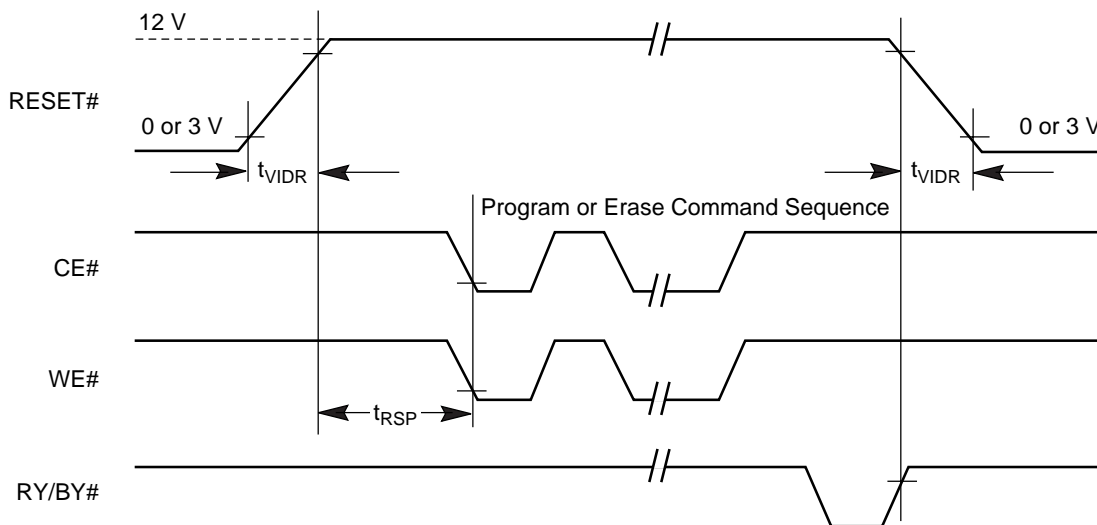 12 V
RESET#
0 or 3 V
0 or 3 V
tVIDR
tVIDR
Program or Erase Command Sequence
CE#
WE#
tRSP
RY/BY#